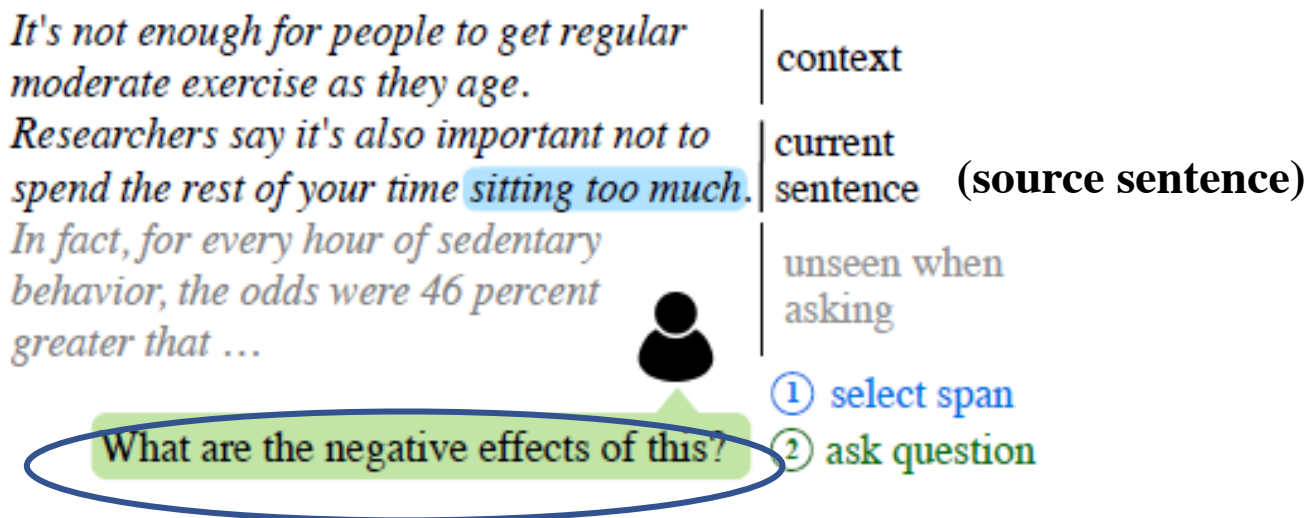 It's not enough for people to get regular
moderate exercise as they age.
context
Researchers say it's also important not to
spend the rest of your time sitting too much.
current
sentence (source sentence)
In fact, for every hour of sedentary
behavior, the odds were 46 percent
greater that …
unseen when
asking
① select span
What are the negative effects of this?
② ask question